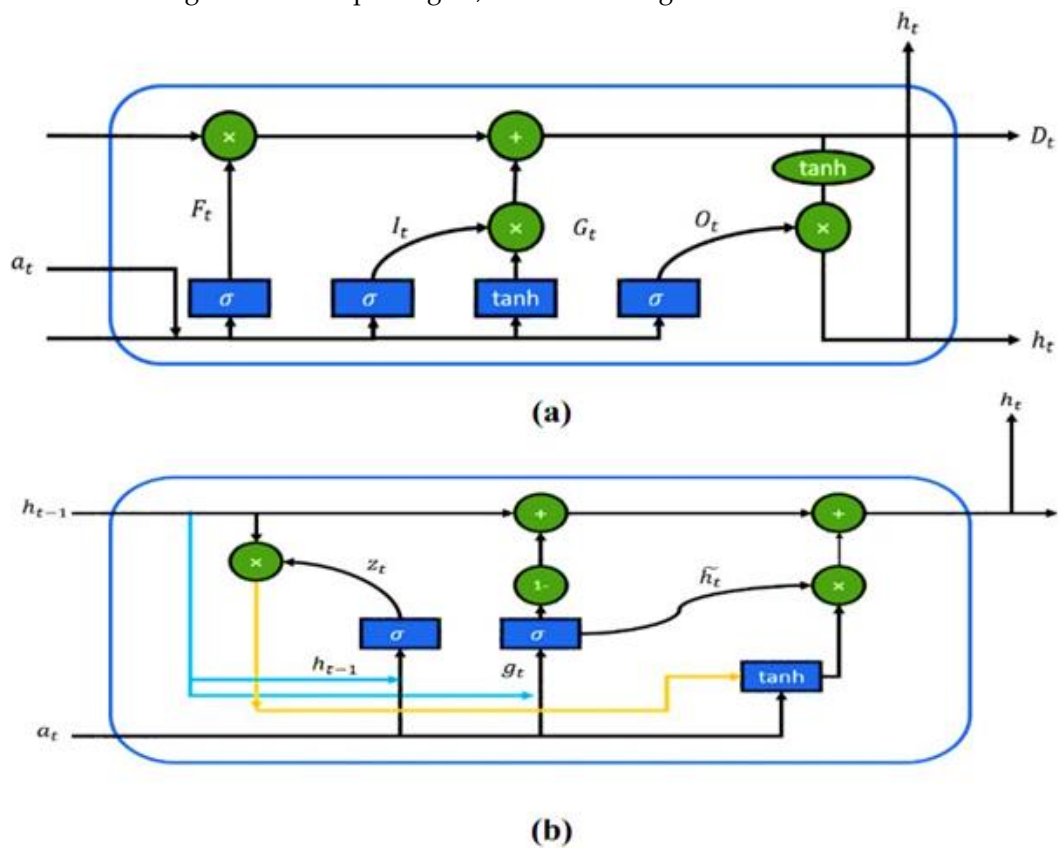 h_t
× + D_t
tanh
F_t I_t × G_t O_t ×
a_t
σ σ tanh σ
h_t
(a)
h_t
h_{t-1} + +
× z_t 1- h̃_t ×
σ σ
h_{t-1} g_t tanh
a_t
(b)